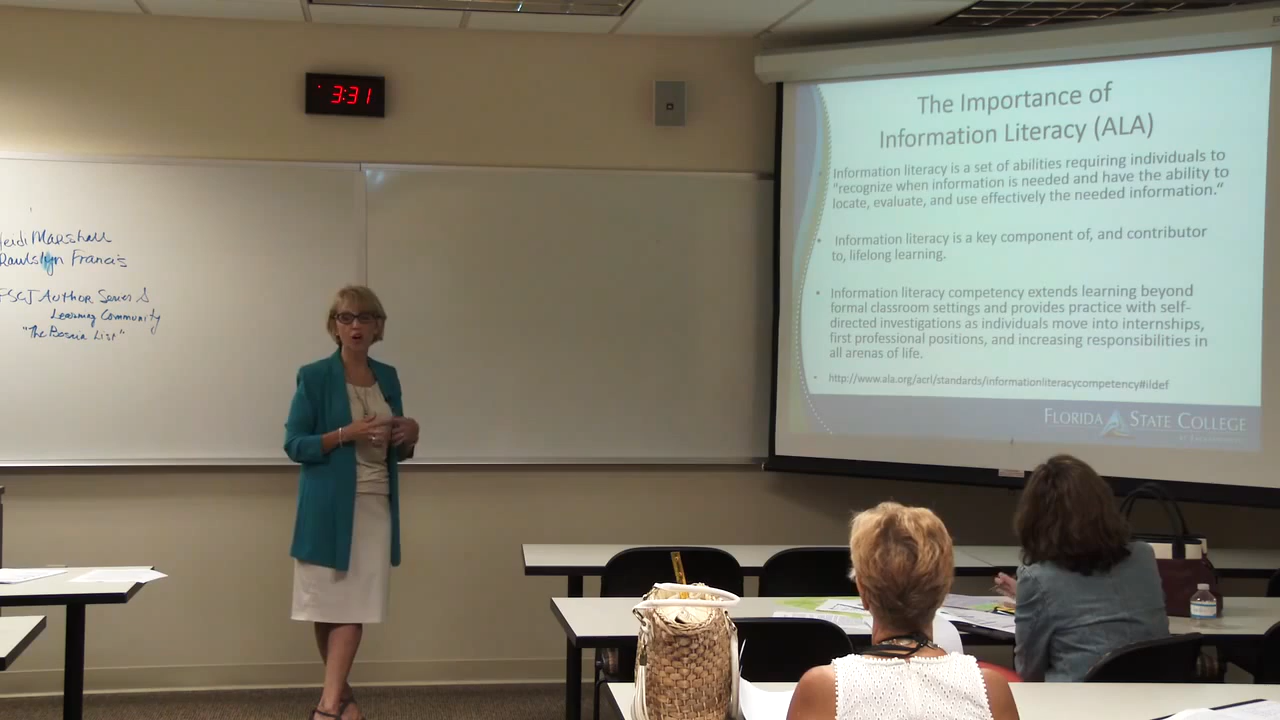 3:31
Heidi Marshall
Raulslyn Francis
FSCJ Author Series &
Learning Community
"The Bosnia List"
The Importance of
Information Literacy (ALA)
Information literacy is a set of abilities requiring individuals to
"recognize when information is needed and have the ability to
locate, evaluate, and use effectively the needed information."
• Information literacy is a key component of, and contributor
to, lifelong learning.
• Information literacy competency extends learning beyond
formal classroom settings and provides practice with self-
directed investigations as individuals move into internships,
first professional positions, and increasing responsibilities in
all arenas of life.
• http://www.ala.org/acrl/standards/informationliteracycompetency#ildef
FLORIDA STATE COLLEGE
AT JACKSONVILLE